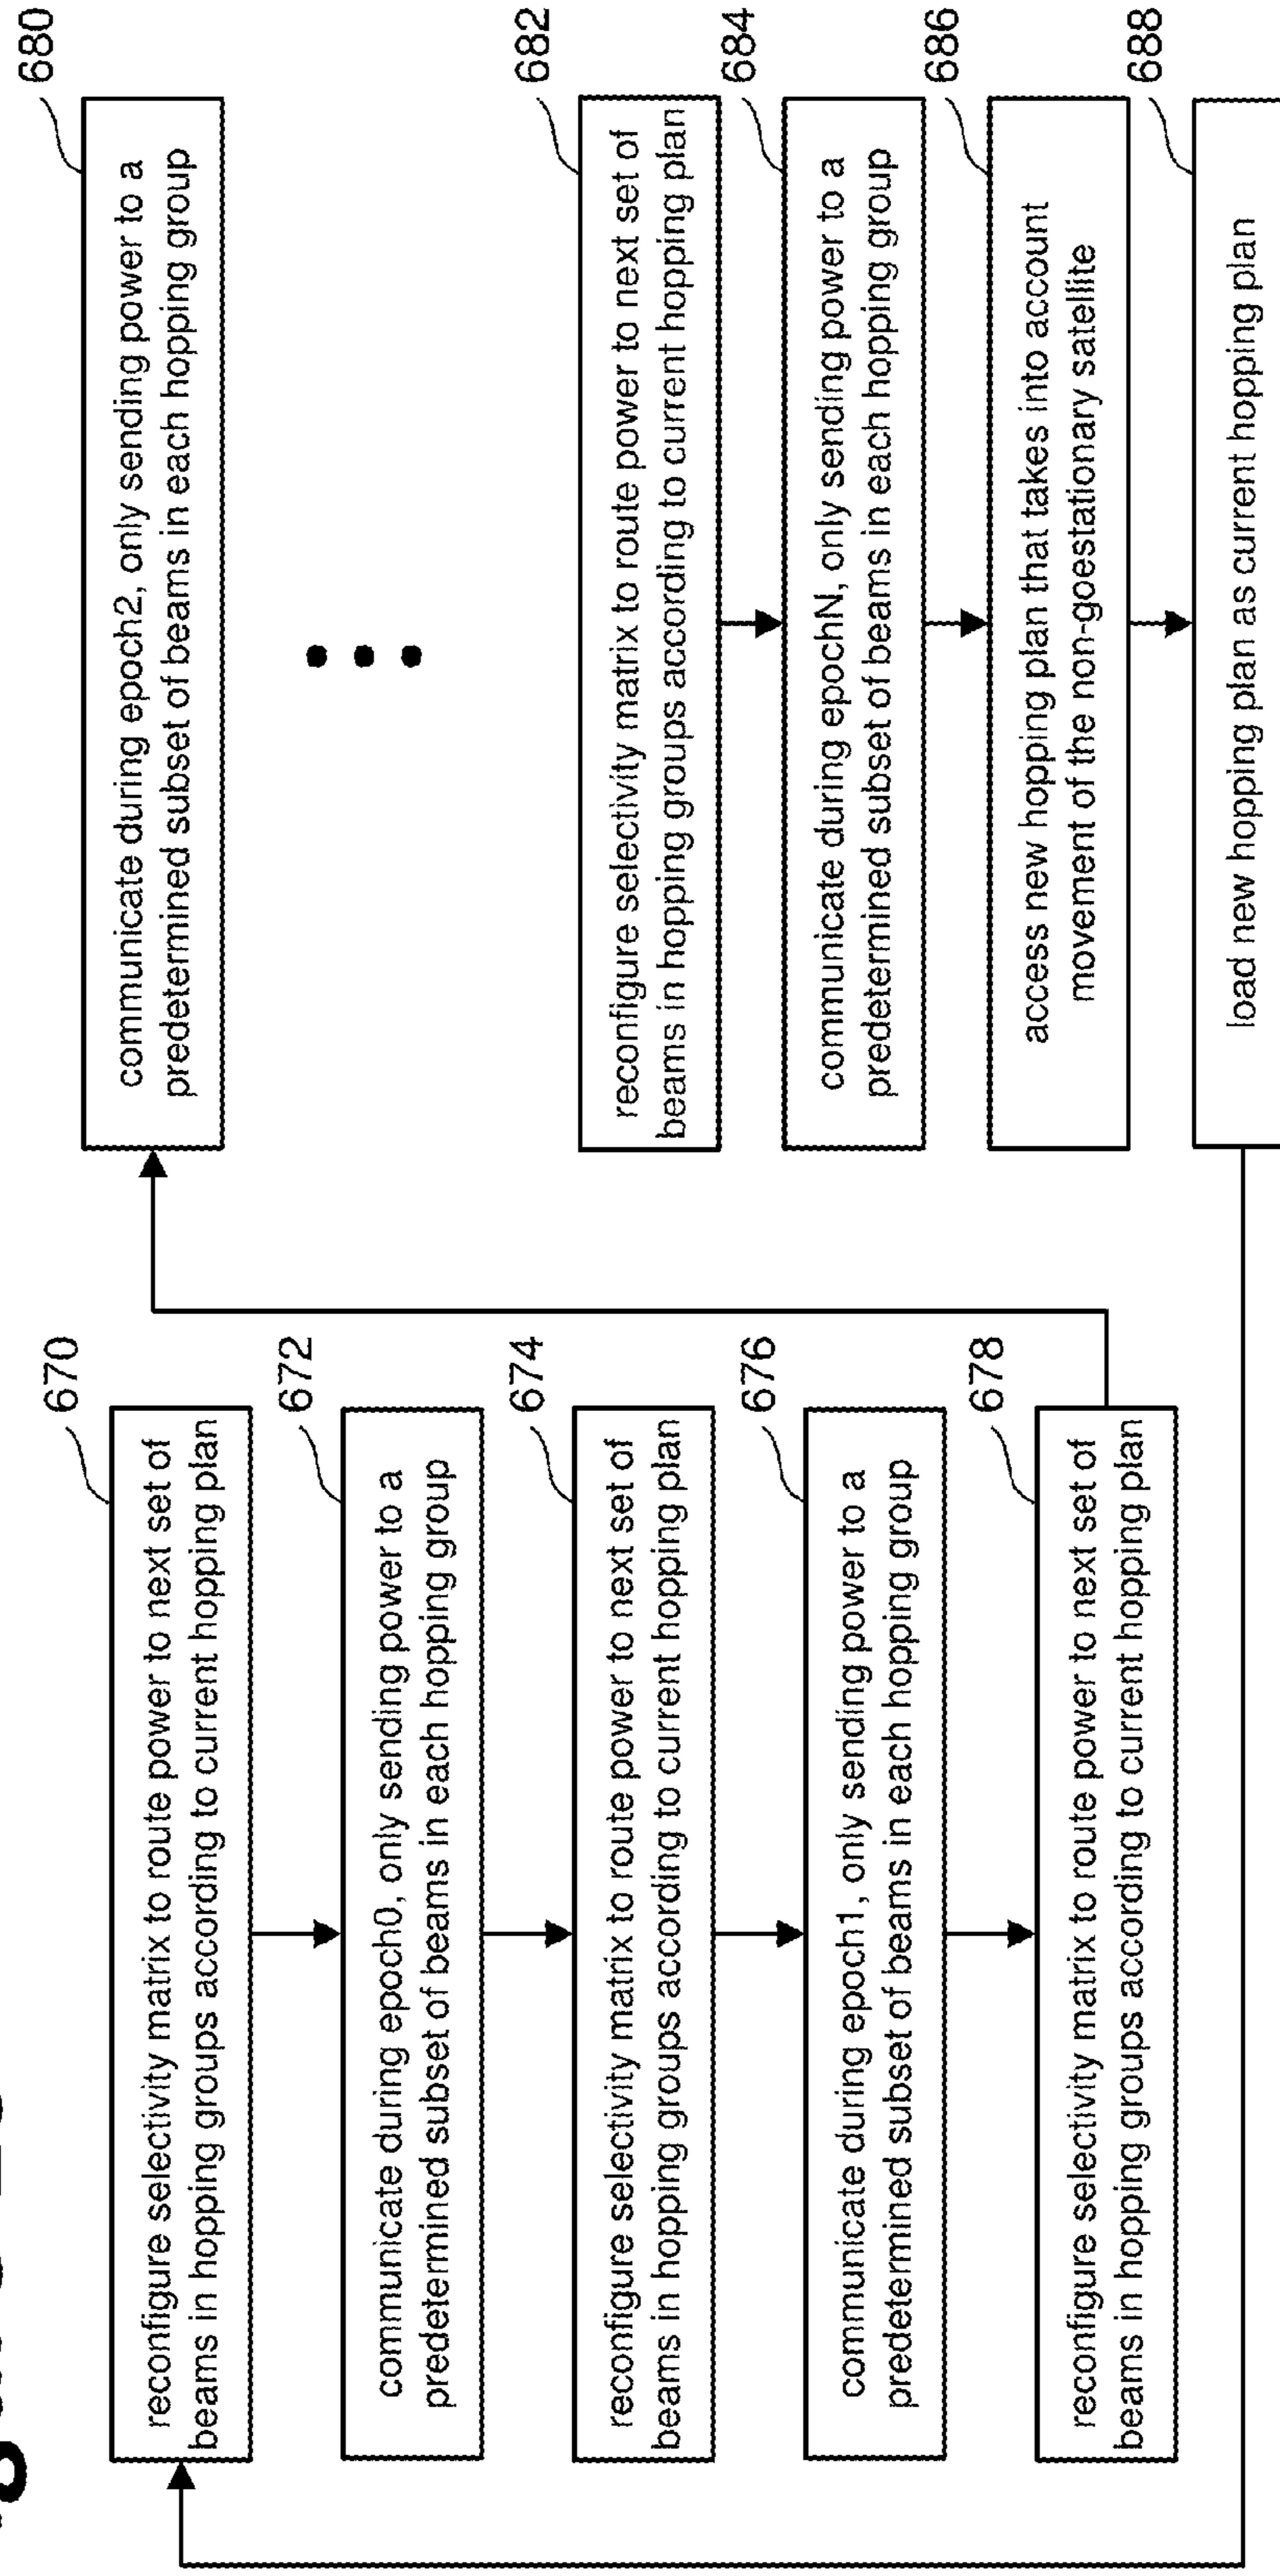 670
reconfigure selectivity matrix to route power to next set of
beams in hopping groups according to current hopping plan
672
communicate during epoch0, only sending power to a
predetermined subset of beams in each hopping group
674
reconfigure selectivity matrix to route power to next set of
beams in hopping groups according to current hopping plan
676
communicate during epoch1, only sending power to a
predetermined subset of beams in each hopping group
678
reconfigure selectivity matrix to route power to next set of
beams in hopping groups according to current hopping plan
680
communicate during epoch2, only sending power to a
predetermined subset of beams in each hopping group
682
reconfigure selectivity matrix to route power to next set of
beams in hopping groups according to current hopping plan
684
communicate during epochN, only sending power to a
predetermined subset of beams in each hopping group
686
access new hopping plan that takes into account
movement of the non-goestationary satellite
688
load new hopping plan as current hopping plan